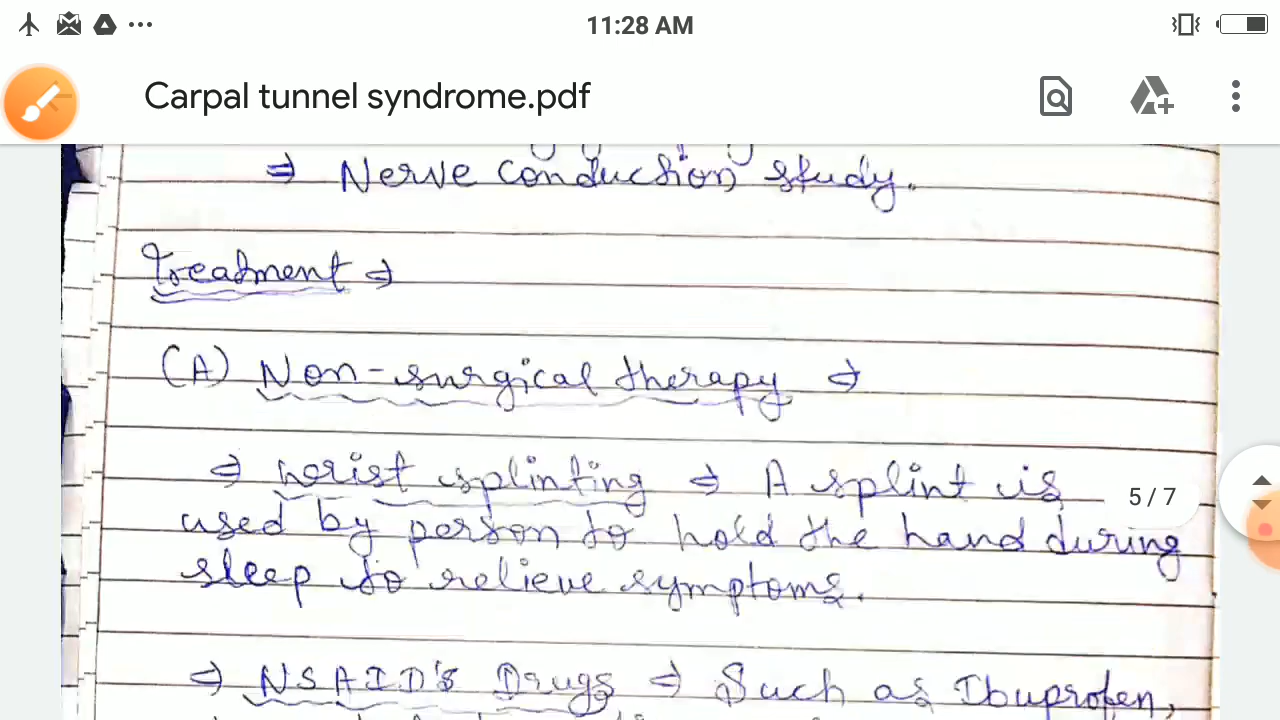 11:28 AM
Carpal tunnel syndrome.pdf
⇒ Nerve conduction study.
Treatment ⇒
(A) Non-surgical therapy ⇒
⇒ Wrist splinting ⇒ A splint is
5 / 7
used by person to hold the hand during
sleep to relieve symptoms.
⇒ NSAID's Drugs ⇒ Such as Ibuprofen,